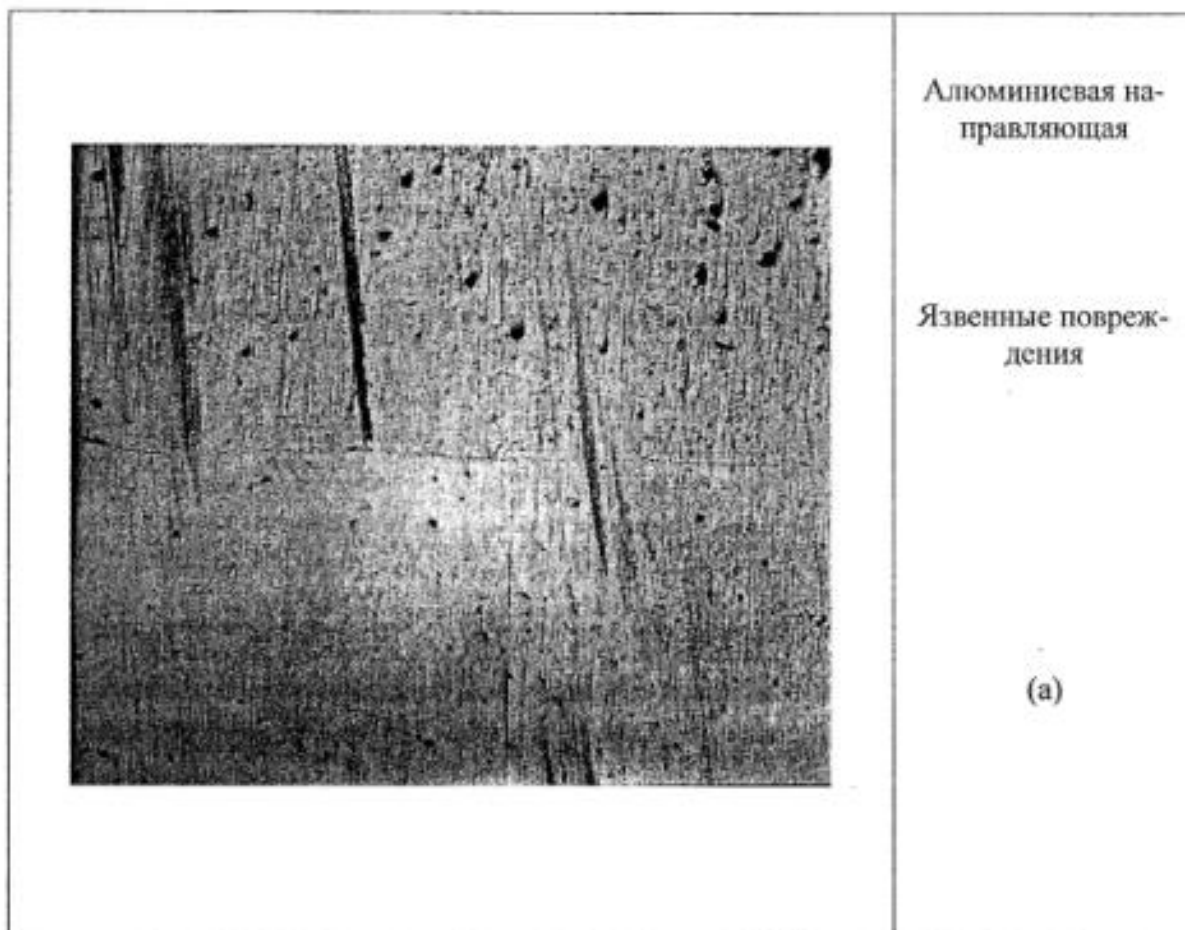 Алюминиевая на-
правляющая
Язвенные повреж-
дения
(а)